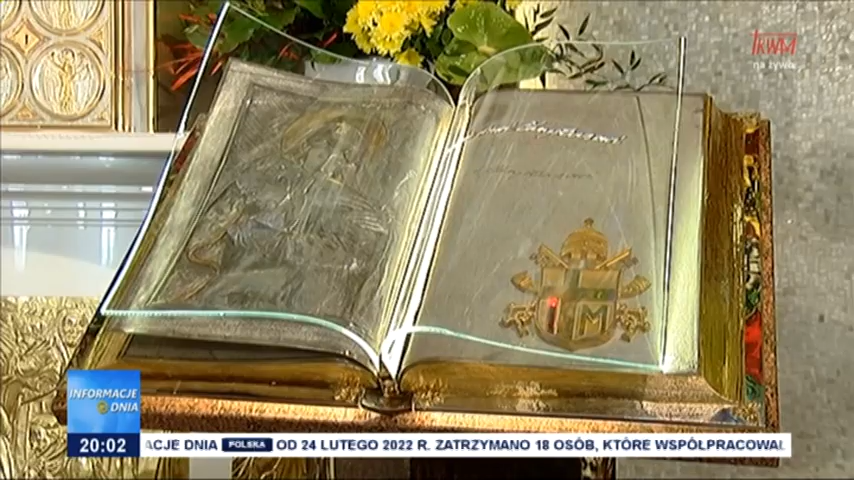 TRWAM
na żywo
M
INFORMACJE
DNIA
20:02
ACJE DNIA POLSKA OD 24 LUTEGO 2022 R. ZATRZYMANO 18 OSÓB, KTÓRE WSPÓŁPRACOWAŁ